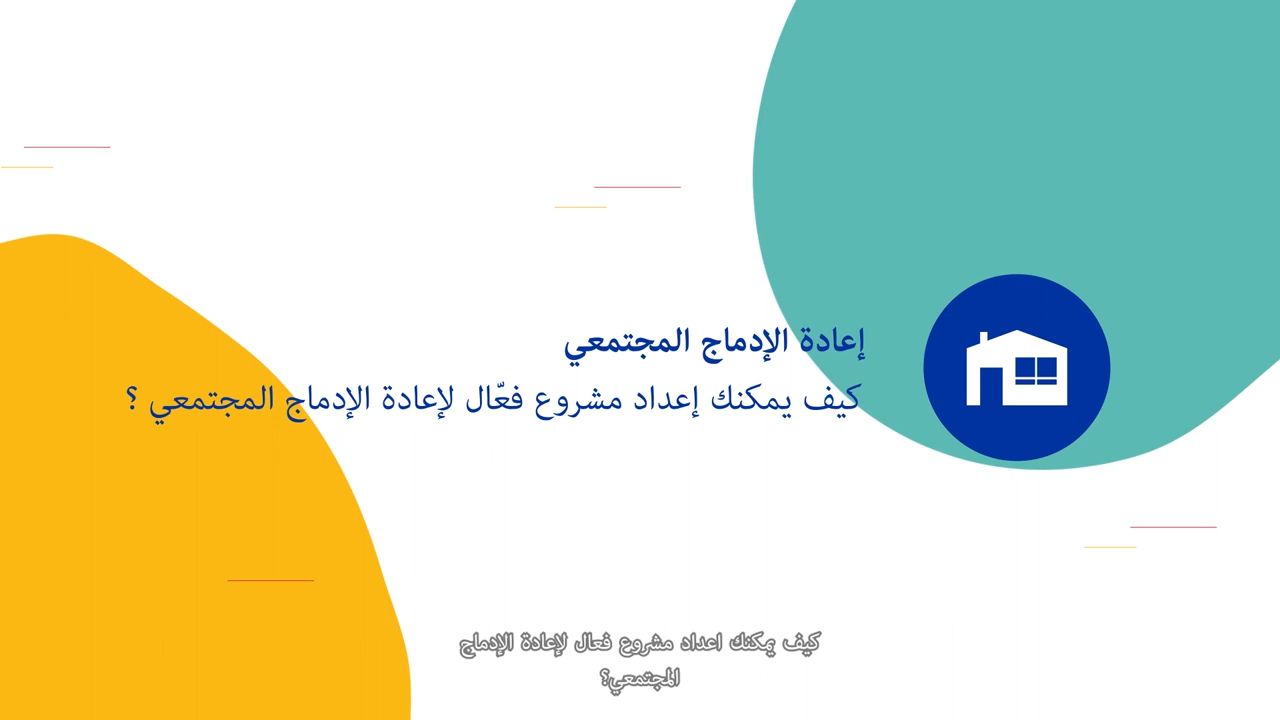 إعادة الإدماج المجتمعي
كيف يمكنك إعداد مشروع فعّال لإعادة الإدماج المجتمعي ؟
كيف يمكنك اعداد مشروع فعال لإعادة الإدماج
المجتمعي؟